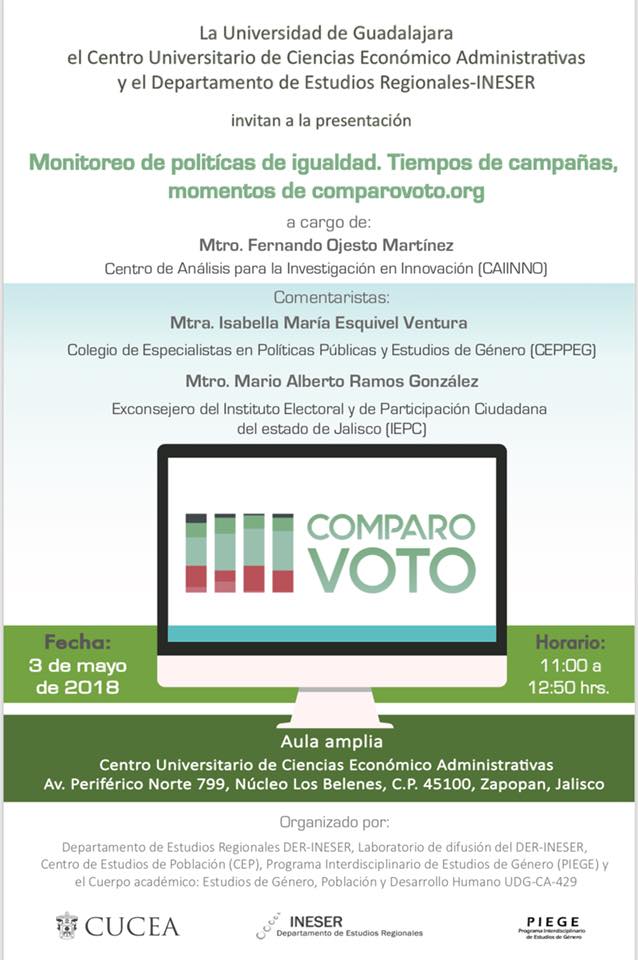 La Universidad de Guadalajara
el Centro Universitario de Ciencias Económico Administrativas
y el Departamento de Estudios Regionales-INESER
invitan a la presentación
Monitoreo de politícas de igualdad. Tiempos de campañas,
momentos de comparovoto.org
a cargo de:
Mtro. Fernando Ojesto Martínez
Centro de Análisis para la Investigación en Innovación (CAIINNO)
Comentaristas:
Mtra. Isabella María Esquivel Ventura
Colegio de Especialistas en Políticas Públicas y Estudios de Género (CEPPEG)
Mtro. Mario Alberto Ramos González
Exconsejero del Instituto Electoral y de Participación Ciudadana
del estado de Jalisco (IEPC)
COMPARO
VOTO
Fecha:
3 de mayo
de 2018
Horario:
11:00 a
12:50 hrs.
Aula amplia
Centro Universitario de Ciencias Económico Administrativas
Av. Periférico Norte 799, Núcleo Los Belenes, C.P. 45100, Zapopan, Jalisco
Organizado por:
Departamento de Estudios Regionales DER-INESER, Laboratorio de difusión del DER-INESER,
Centro de Estudios de Población (CEP), Programa Interdisciplinario de Estudios de Género (PIEGE) y
el Cuerpo académico: Estudios de Género, Población y Desarrollo Humano UDG-CA-429
CUCEA
INESER
Departamento de Estudios Regionales
PIEGE
Programa Interdisciplinario
de Estudios de Género